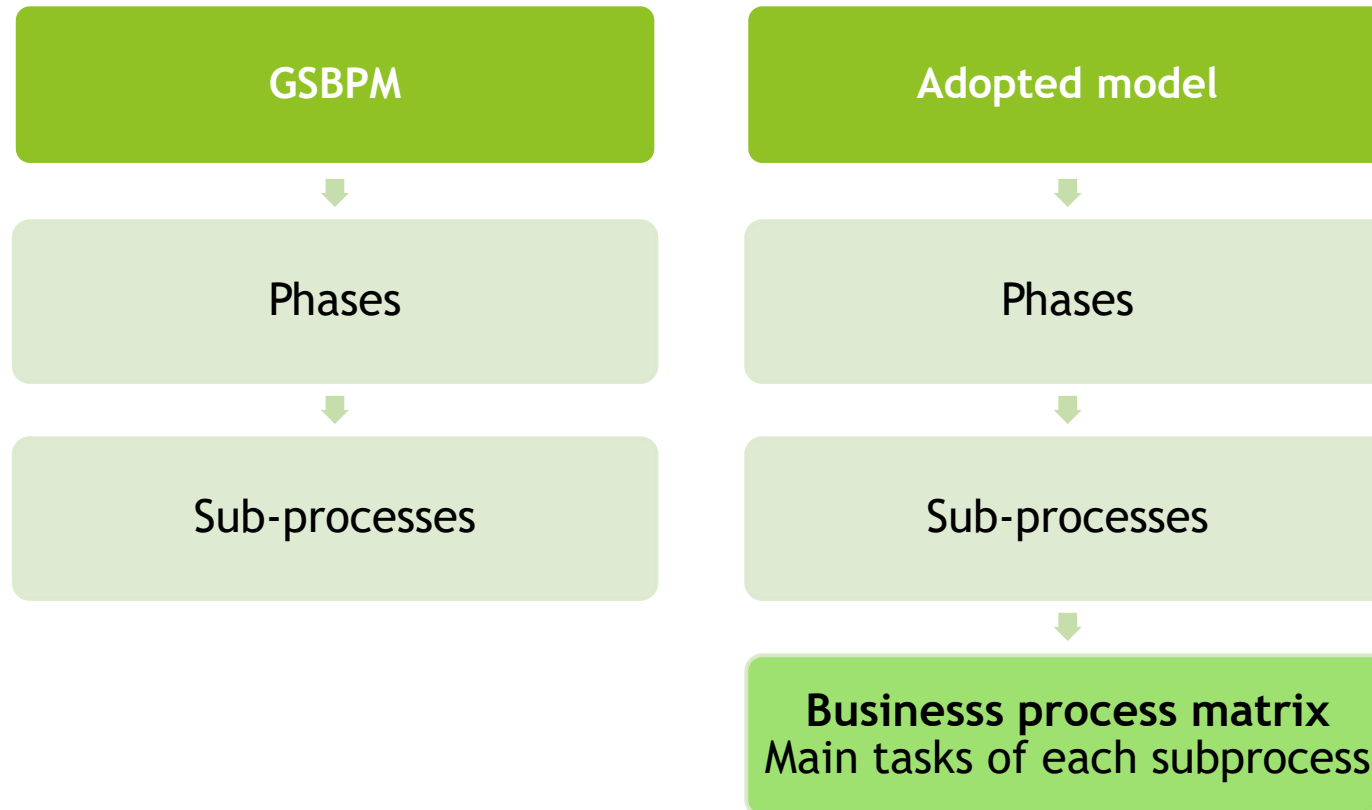 GSBPM
Phases
Sub-processes
Adopted model
Phases
Sub-processes
Businesss process matrix
Main tasks of each subprocess